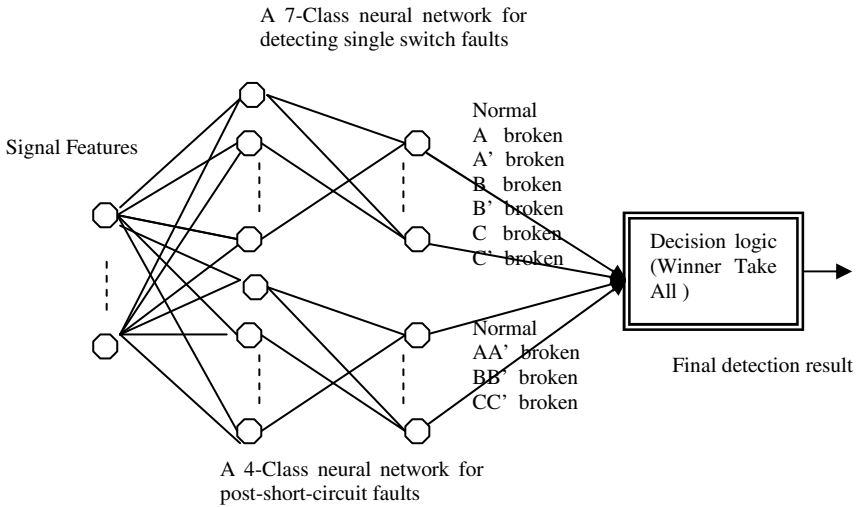 A 7-Class neural network for
detecting single switch faults
Signal Features
Normal
A broken
A’ broken
B broken
B’ broken
C broken
C’ broken
Decision logic
(Winner Take
All )
Normal
AA’ broken
BB’ broken
CC’ broken
Final detection result
A 4-Class neural network for
post-short-circuit faults